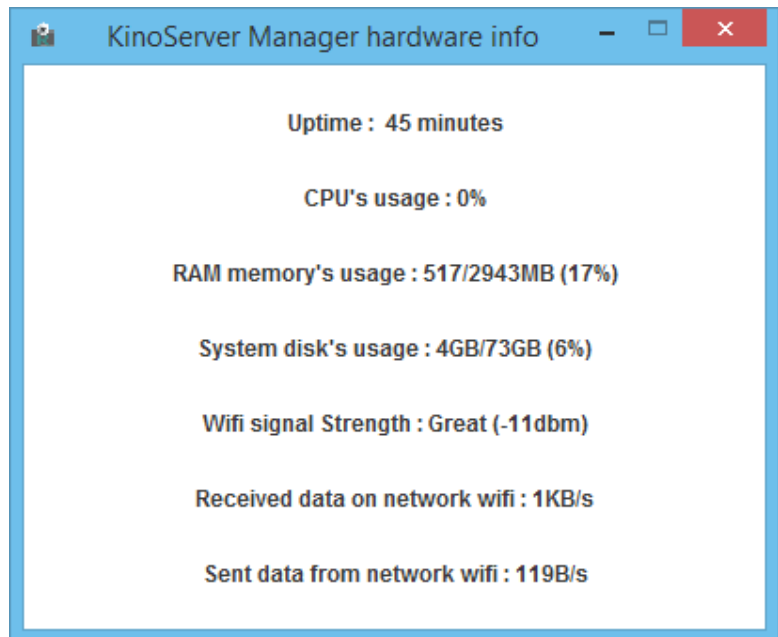 KinoServer Manager hardware info
Uptime : 45 minutes
CPU's usage : 0%
RAM memory's usage : 517/2943MB (17%)
System disk's usage : 4GB/73GB (6%)
Wifi signal Strength : Great (-11dbm)
Received data on network wifi : 1KB/s
Sent data from network wifi : 119B/s